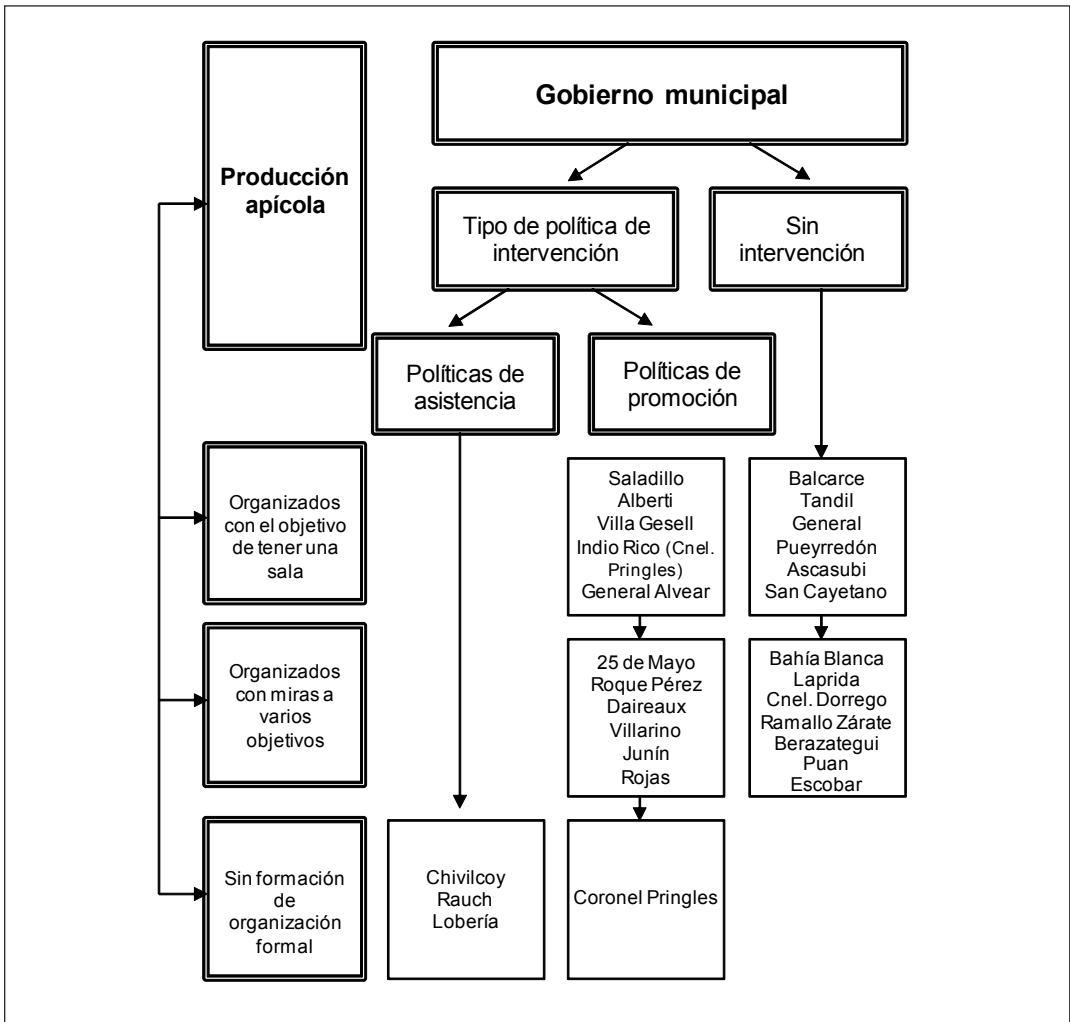 Gobierno municipal
Producción
apícola
Tipo de política de
intervención
Sin
intervención
Políticas de
asistencia
Políticas de
promoción
Organizados
con el objetivo
de tener una
sala
Saladillo
Alberti
Villa Gesell
Indio Rico (Cnel.
Pringles)
General Alvear
Balcarce
Tandil
General
Pueyrredón
Ascasubi
San Cayetano
Organizados
con miras a
varios
objetivos
25 de Mayo
Roque Pérez
Daireaux
Villarino
Junín
Rojas
Bahía Blanca
Laprida
Cnel. Dorrego
Ramallo Zárate
Berazategui
Puan
Escobar
Sin formación
de
organización
formal
Chivilcoy
Rauch
Lobería
Coronel Pringles